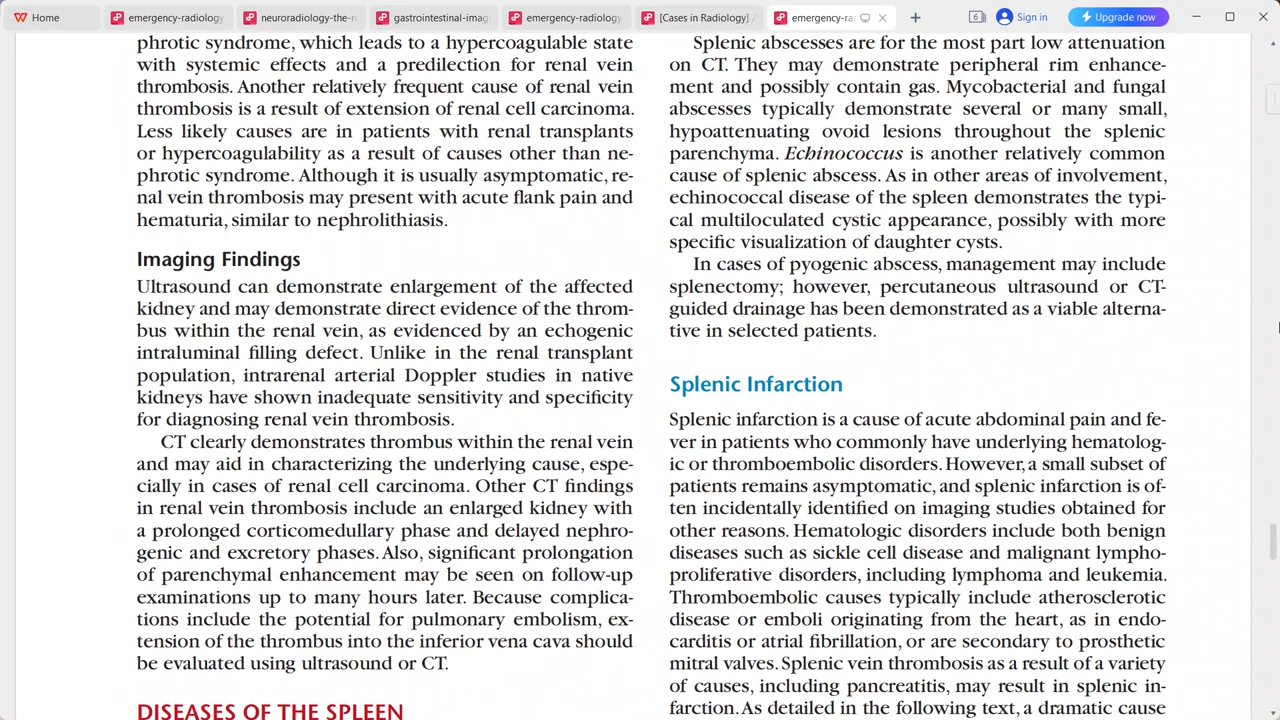 Home
emergency-radiology
neuroradiology-the-r
gastrointestinal-imag
emergency-radiology
[Cases in Radiology]
emergency-ra
6
Sign in
Upgrade now
phrotic syndrome, which leads to a hypercoagulable state
with systemic effects and a predilection for renal vein
thrombosis. Another relatively frequent cause of renal vein
thrombosis is a result of extension of renal cell carcinoma.
Less likely causes are in patients with renal transplants
or hypercoagulability as a result of causes other than ne-
phrotic syndrome. Although it is usually asymptomatic, re-
nal vein thrombosis may present with acute flank pain and
hematuria, similar to nephrolithiasis.
Imaging Findings
Ultrasound can demonstrate enlargement of the affected
kidney and may demonstrate direct evidence of the throm-
bus within the renal vein, as evidenced by an echogenic
intraluminal filling defect. Unlike in the renal transplant
population, intrarenal arterial Doppler studies in native
kidneys have shown inadequate sensitivity and specificity
for diagnosing renal vein thrombosis.
CT clearly demonstrates thrombus within the renal vein
and may aid in characterizing the underlying cause, espe-
cially in cases of renal cell carcinoma. Other CT findings
in renal vein thrombosis include an enlarged kidney with
a prolonged corticomedullary phase and delayed nephro-
genic and excretory phases. Also, significant prolongation
of parenchymal enhancement may be seen on follow-up
examinations up to many hours later. Because complica-
tions include the potential for pulmonary embolism, ex-
tension of the thrombus into the inferior vena cava should
be evaluated using ultrasound or CT.
DISEASES OF THE SPLEEN
Splenic abscesses are for the most part low attenuation
on CT. They may demonstrate peripheral rim enhance-
ment and possibly contain gas. Mycobacterial and fungal
abscesses typically demonstrate several or many small,
hypoattenuating ovoid lesions throughout the splenic
parenchyma. Echinococcus is another relatively common
cause of splenic abscess. As in other areas of involvement,
echinococcal disease of the spleen demonstrates the typi-
cal multiloculated cystic appearance, possibly with more
specific visualization of daughter cysts.
In cases of pyogenic abscess, management may include
splenectomy; however, percutaneous ultrasound or CT-
guided drainage has been demonstrated as a viable alterna-
tive in selected patients.
Splenic Infarction
Splenic infarction is a cause of acute abdominal pain and fe-
ver in patients who commonly have underlying hematolog-
ic or thromboembolic disorders. However, a small subset of
patients remains asymptomatic, and splenic infarction is of-
ten incidentally identified on imaging studies obtained for
other reasons. Hematologic disorders include both benign
diseases such as sickle cell disease and malignant lympho-
proliferative disorders, including lymphoma and leukemia.
Thromboembolic causes typically include atherosclerotic
disease or emboli originating from the heart, as in endo-
carditis or atrial fibrillation, or are secondary to prosthetic
mitral valves. Splenic vein thrombosis as a result of a variety
of causes, including pancreatitis, may result in splenic in-
farction. As detailed in the following text, a dramatic cause